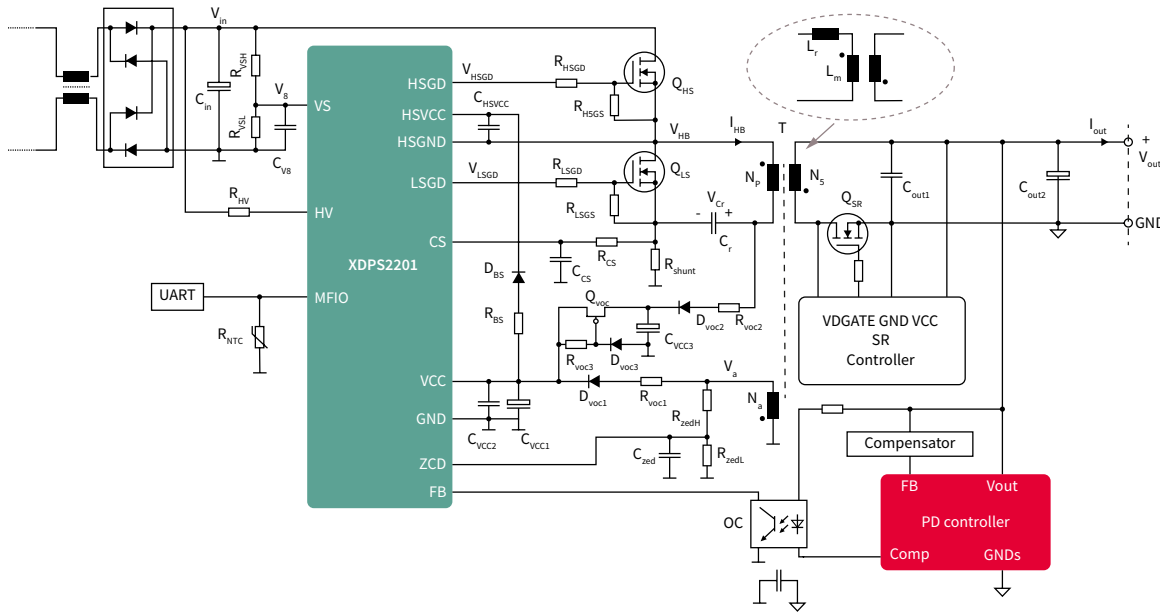 V_in
R_VSH
V_8
C_in
R_VSL
C_V8
R_HV
UART
R_NTC
XDPS2201
VS
HV
MFIO
HSGD
HSVCC
HSGND
LSGD
CS
VCC
GND
ZCD
FB
V_HSGD
R_HSGD
Q_HS
C_HSVCC
R_H5GS
V_HB
I_HB
T
V_LSGD
R_LSGD
Q_LS
R_LSGS
V_Cr
- +
C_r
N_P
N_5
L_r
L_m
I_out
+
V_out
C_out1
C_out2
Q_SR
GND
R_CS
C_CS
R_shunt
D_BS
R_BS
Q_voc
D_voc2
R_voc2
C_VCC3
R_voc3
D_voc3
V_a
D_voc1
R_voc1
N_a
R_zedH
C_VCC2
C_VCC1
C_zed
R_zedL
VDGATE GND VCC
SR
Controller
Compensator
FB
Vout
PD controller
Comp
GNDs
OC